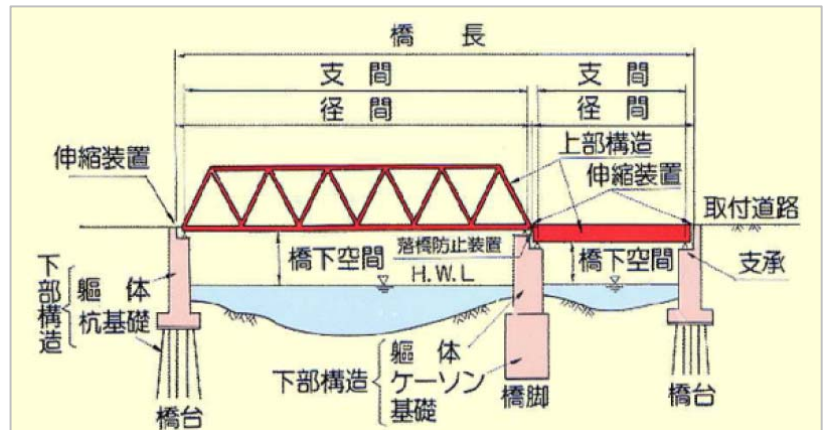 橋 長
支 間 支 間
径 間 径 間
上部構造
伸縮装置 伸縮装置
取付道路
落橋防止装置
橋下空間 橋下空間 支承
H.W.L
下部構造
軀 体
杭基礎
下部構造
軀 体
ケーソン
基礎
橋脚
橋台 橋台